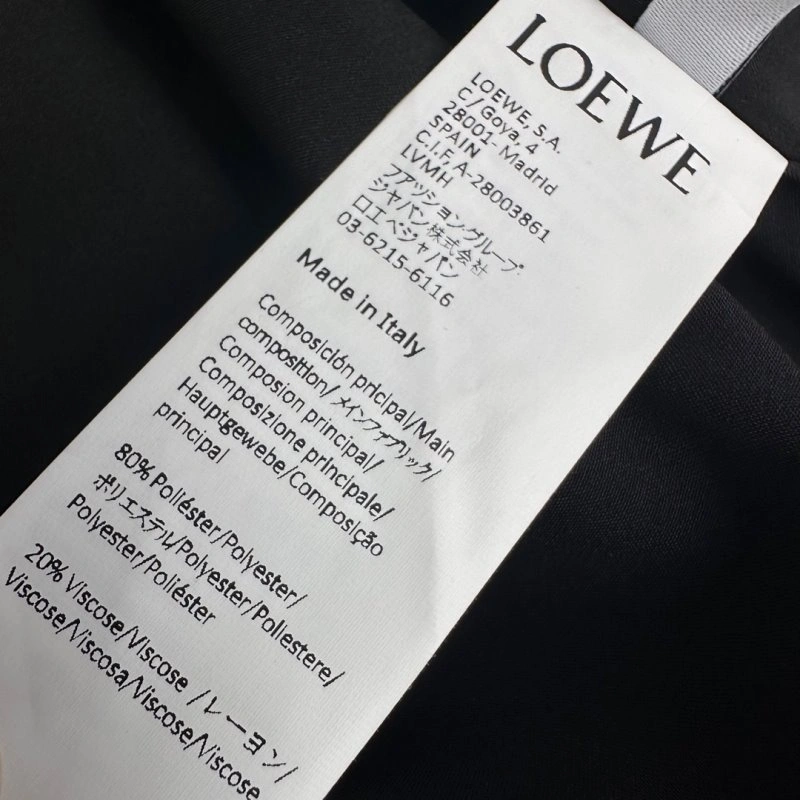 LOEWE
LOEWE, S.A.
C/Goya, 4
28001- Madrid
SPAIN
C.I.F, A-28003861
LVMH
ファッショングループ.
ジャパン株式会社
ロエベジャパン
03-6215-6116
Made in Italy
Composición pricipal/Main
composition/メインファブリック/
Composion principal/
Composizione principale/
Hauptgewebe/Composição
principal
80% Poliéster/Polyester/
ポリエステル/Polyester/Poliestere/
Polyester/Poliéster
20% Viscose/Viscose /レーヨン/
Viscose/Viscosa/Viscose/Viscose